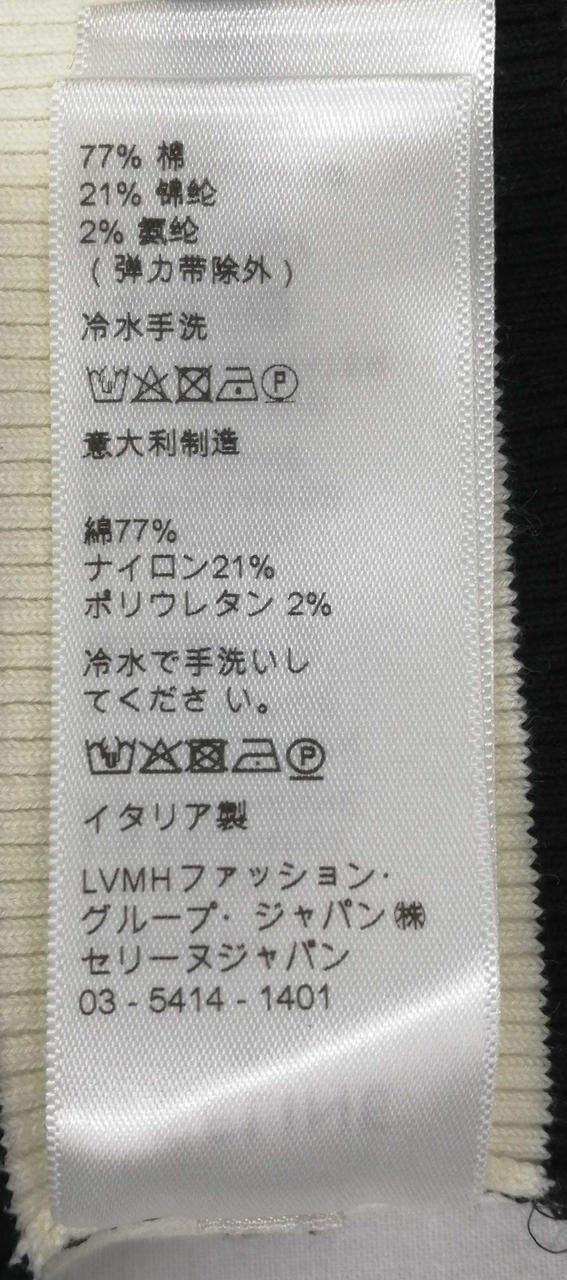 77% 棉
21% 锦纶
2% 氨纶
（弹力带除外）
冷水手洗
意大利制造
綿77%
ナイロン21%
ポリウレタン 2%
冷水で手洗いし
てくださ い。
P
イタリア製
LVMHファッション·
グループ· ジャパン㈱
セリーヌジャパン
03 - 5414 - 1401